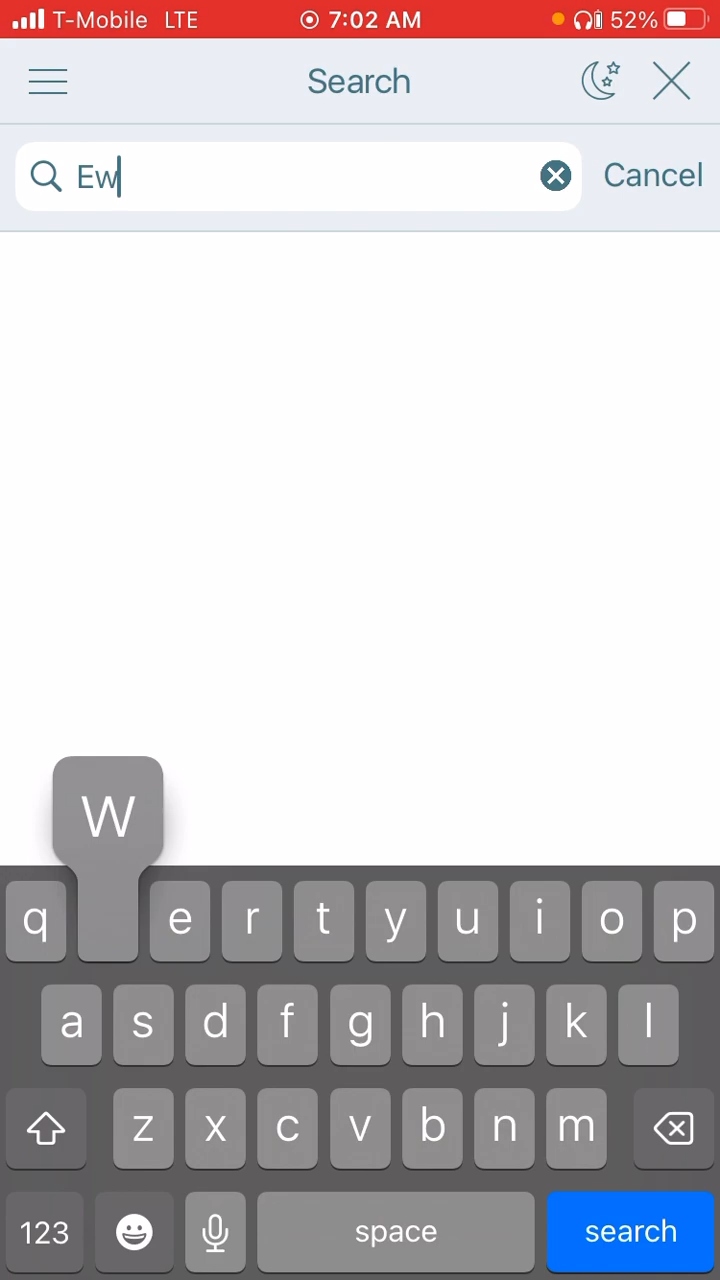 T-Mobile LTE 7:02 AM 52%
Search
Ew Cancel
W
q e r t y u i o p
a s d f g h j k l
z x c v b n m
123 space search